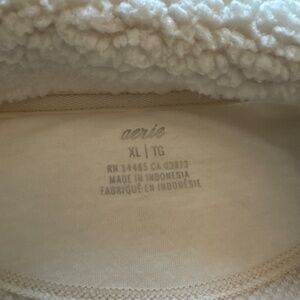 aerie
XL | TG
RN 54485 CA 03813
MADE IN INDONESIA
FABRIQUÉ EN INDONÉSIE